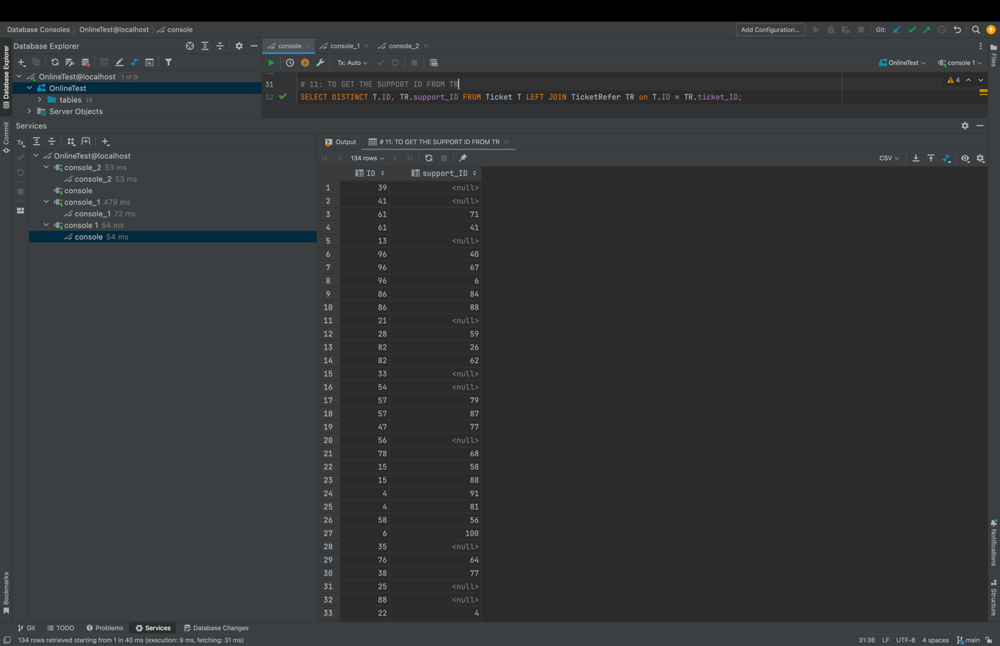 Database Consoles OnlineTest@localhost console Add Configuration... Git:
Database Explorer
console console_1 console_2
Tx: Auto OnlineTest console 1
OnlineTest@localhost 1 of 9
OnlineTest
tables 19
Server Objects
31 # 11: TO GET THE SUPPORT ID FROM TR
4
32 SELECT DISTINCT T.ID, TR.support_ID FROM Ticket T LEFT JOIN TicketRefer TR on T.ID = TR.ticket_ID;
Services
Tx
OnlineTest@localhost
console_2 53 ms
console_2 53 ms
console
console_1 479 ms
console_1 72 ms
console 1 54 ms
console 54 ms
Output # 11: TO GET THE SUPPORT ID FROM TR
134 rows CSV
ID support_ID
1 39 <null>
2 41 <null>
3 61 71
4 61 41
5 13 <null>
6 96 40
7 96 67
8 96 6
9 86 84
10 86 88
11 21 <null>
12 28 59
13 82 26
14 82 62
15 33 <null>
16 54 <null>
17 57 79
18 57 87
19 47 77
20 56 <null>
21 78 68
22 15 58
23 15 88
24 4 91
25 4 81
26 58 56
27 6 100
28 35 <null>
29 76 64
30 38 77
31 25 <null>
32 88 <null>
33 22 4
Database Explorer
Commit
Bookmarks
Files
Notifications
Structure
Git TODO Problems Services Database Changes
134 rows retrieved starting from 1 in 40 ms (execution: 9 ms, fetching: 31 ms) 31:36 LF UTF-8 4 spaces main